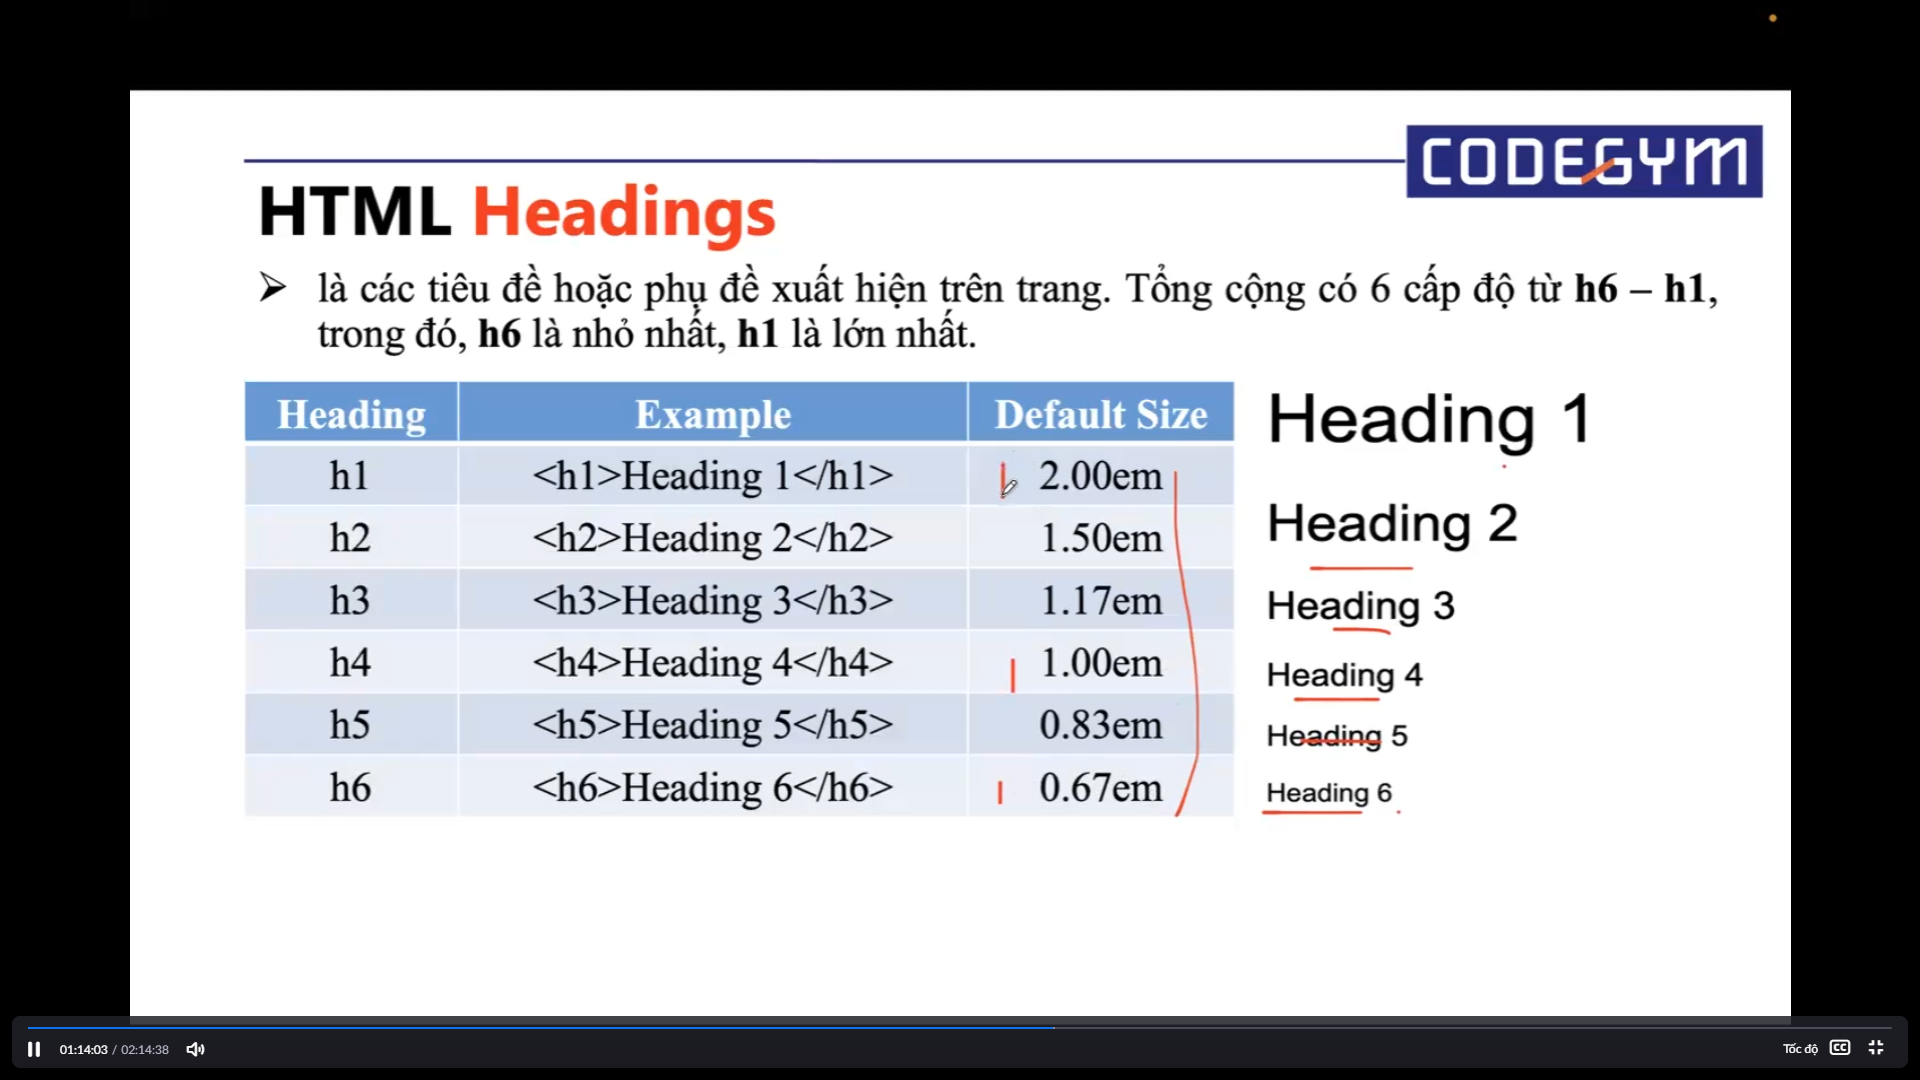 CODEGYM
HTML Headings
➢ là các tiêu đề hoặc phụ đề xuất hiện trên trang. Tổng cộng có 6 cấp độ từ h6 – h1,
trong đó, h6 là nhỏ nhất, h1 là lớn nhất.
Heading Example Default Size
h1 <h1>Heading 1</h1> 2.00em
h2 <h2>Heading 2</h2> 1.50em
h3 <h3>Heading 3</h3> 1.17em
h4 <h4>Heading 4</h4> 1.00em
h5 <h5>Heading 5</h5> 0.83em
h6 <h6>Heading 6</h6> 0.67em
Heading 1
Heading 2
Heading 3
Heading 4
Heading 5
Heading 6
01:14:03 / 02:14:38
Tốc độ CC